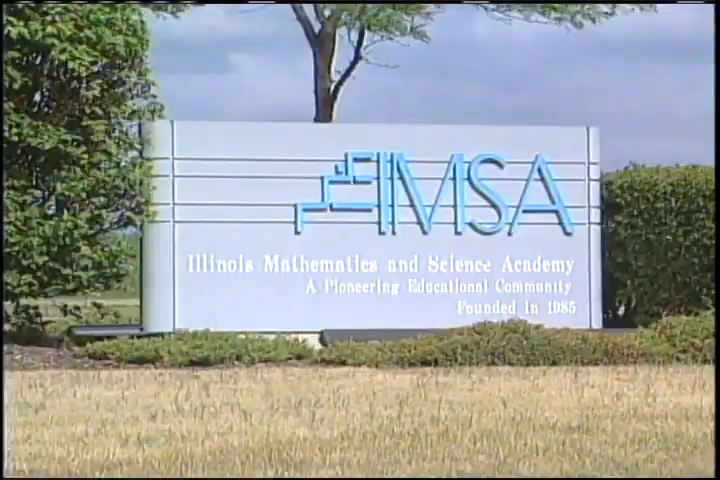 IMSA
Illinois Mathematics and Science Academy
A Pioneering Educational Community
Founded in 1985